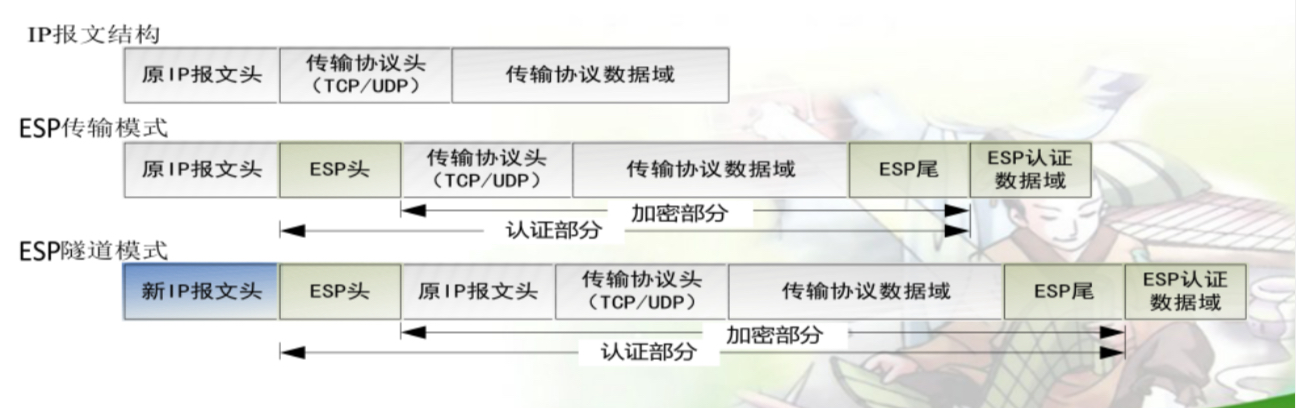 IP报文结构
原IP报文头
传输协议头
（TCP/UDP）
传输协议数据域
ESP传输模式
原IP报文头
ESP头
传输协议头
（TCP/UDP）
传输协议数据域
ESP尾
ESP认证
数据域
加密部分
认证部分
ESP隧道模式
新IP报文头
ESP头
原IP报文头
传输协议头
（TCP/UDP）
传输协议数据域
ESP尾
ESP认证
数据域
加密部分
认证部分